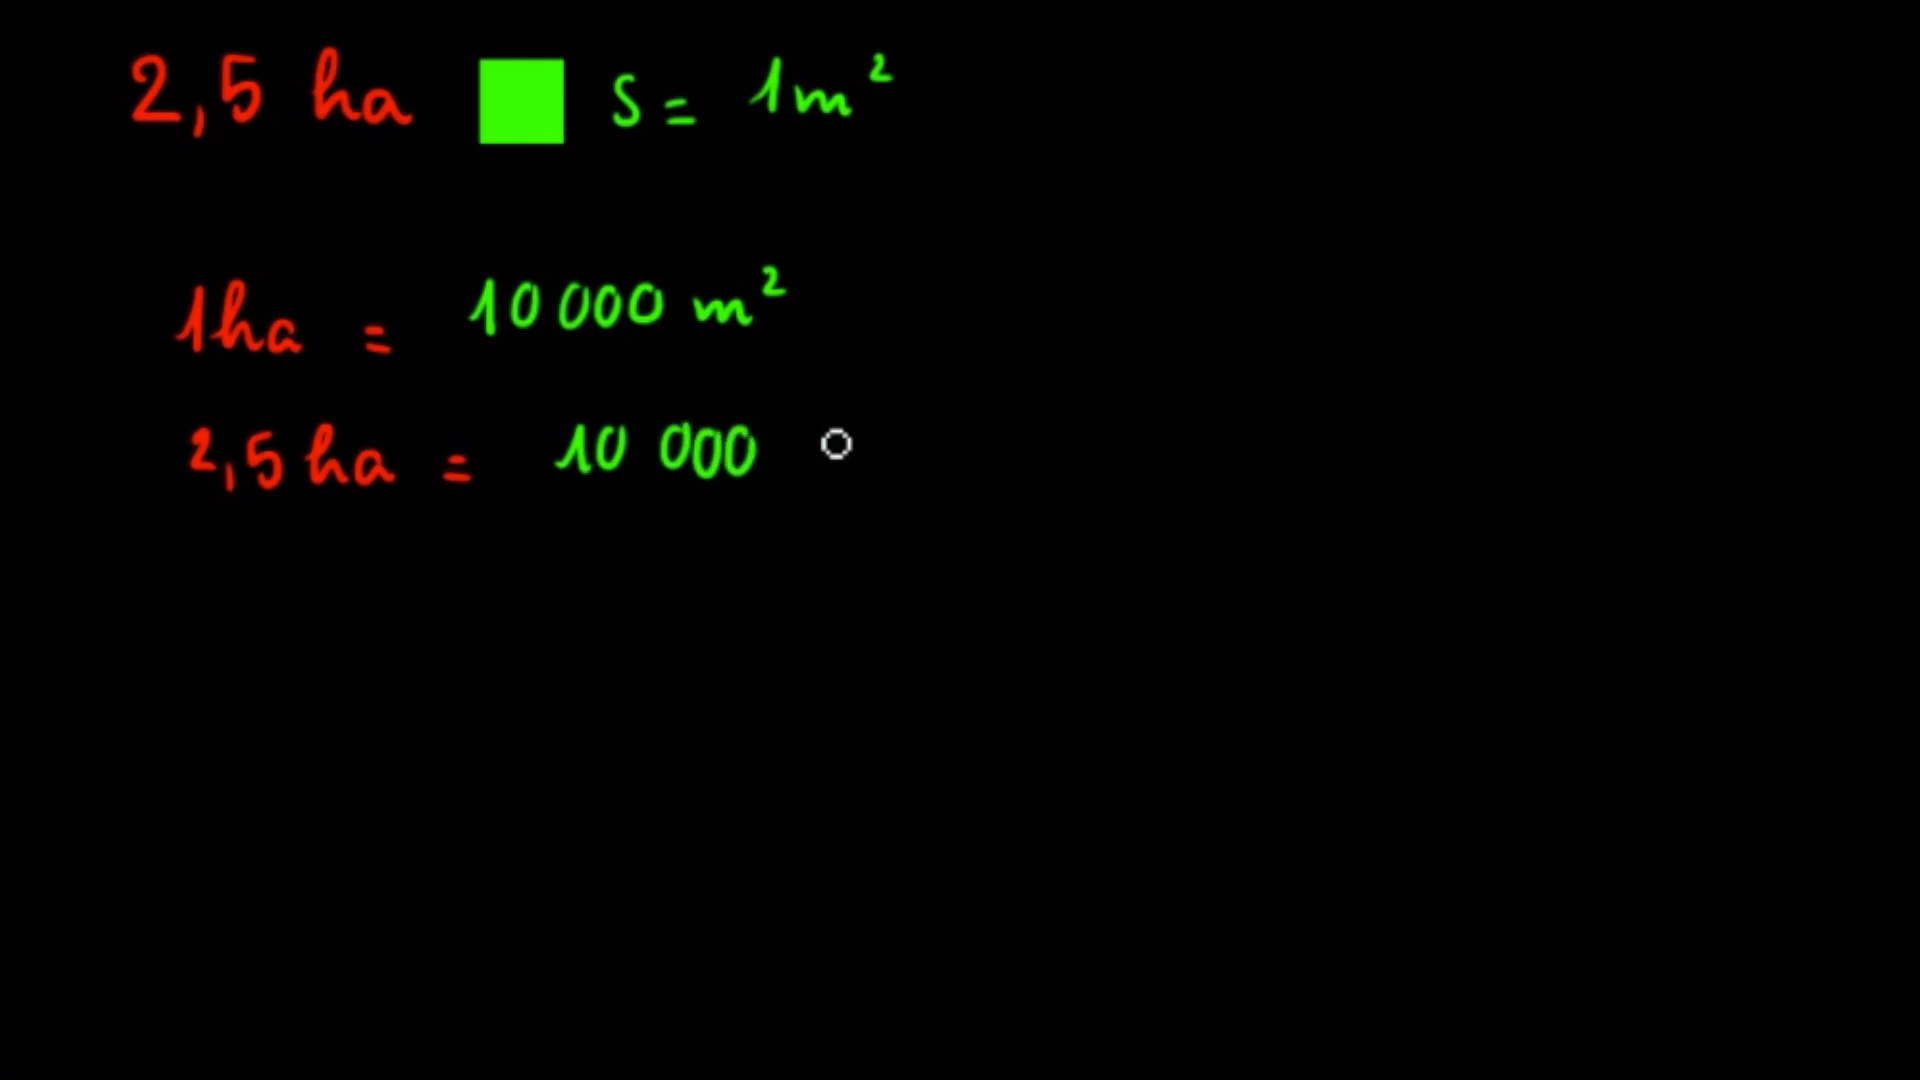 2,5 ha S = 1m²
1ha = 10 000 m²
2,5 ha = 10 000